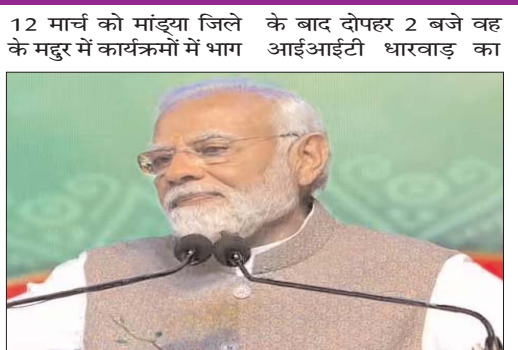 12 मार्च को मांड्या जिले
के मद्दुर में कार्यक्रमों में भाग
के बाद दोपहर 2 बजे वह
आईआईटी धारवाड़ का